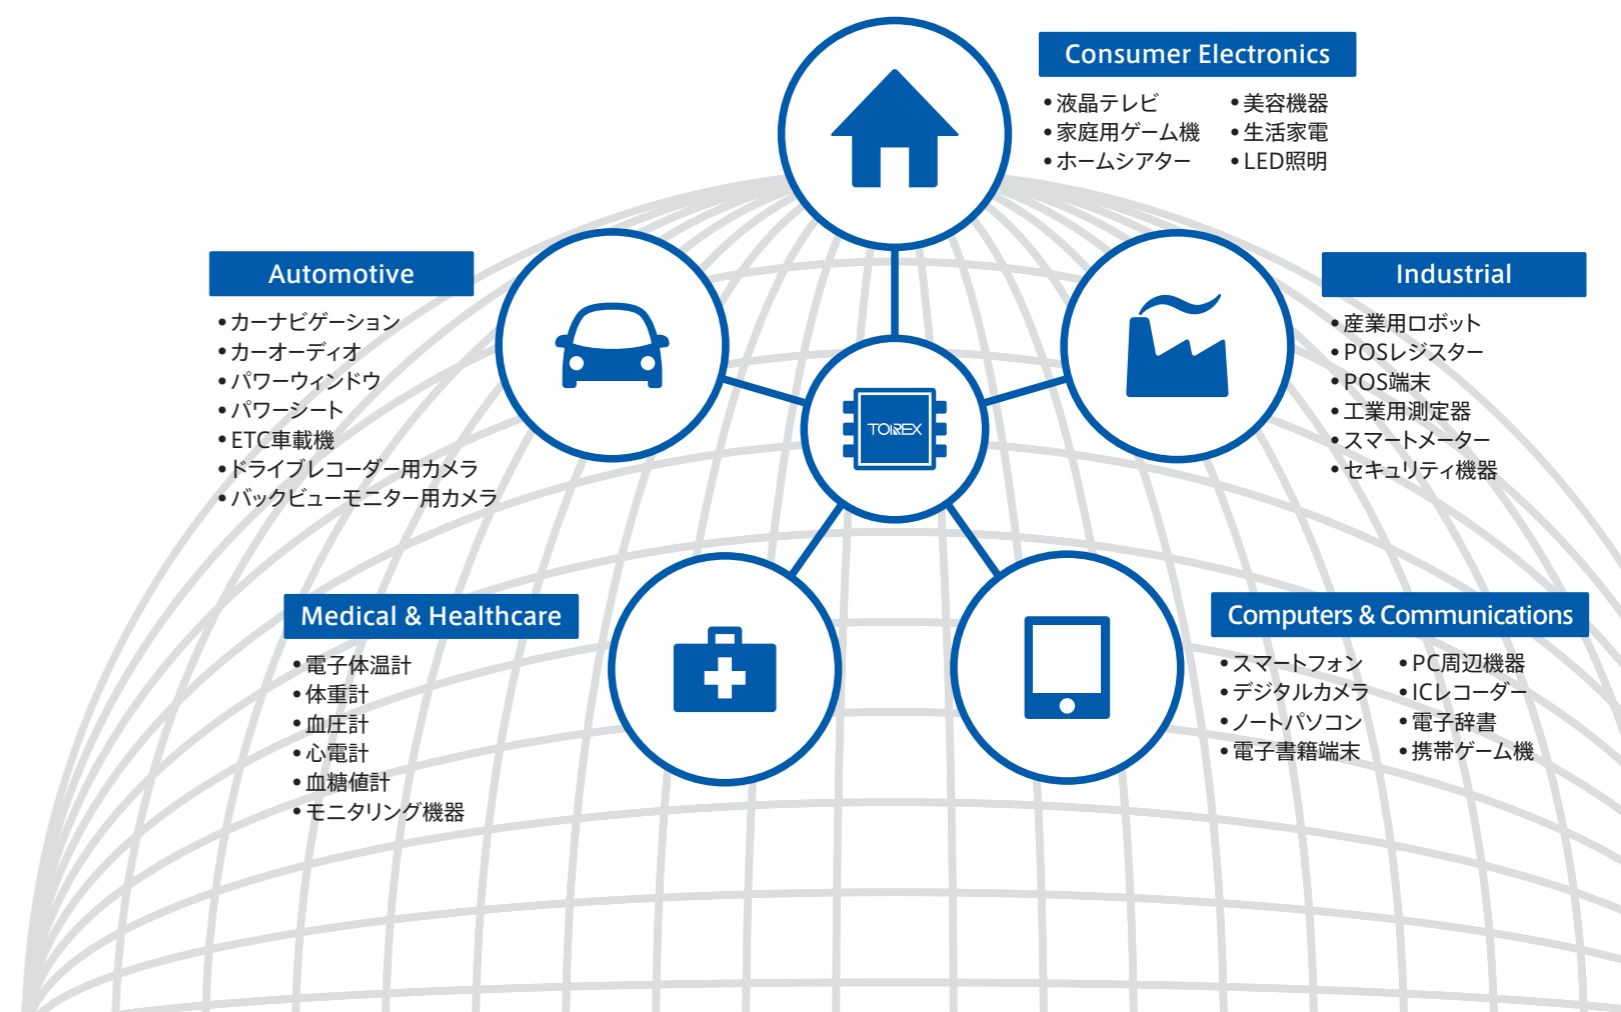 Consumer Electronics
•液晶テレビ
•家庭用ゲーム機
•ホームシアター
•美容機器
•生活家電
•LED照明
Automotive
•カーナビゲーション
•カーオーディオ
•パワーウィンドウ
•パワーシート
•ETC車載機
•ドライブレコーダー用カメラ
•バックビューモニター用カメラ
Industrial
•産業用ロボット
•POSレジスター
•POS端末
•工業用測定器
•スマートメーター
•セキュリティ機器
TOIREX
Medical & Healthcare
•電子体温計
•体重計
•血圧計
•心電計
•血糖値計
•モニタリング機器
Computers & Communications
•スマートフォン
•デジタルカメラ
•ノートパソコン
•電子書籍端末
•PC周辺機器
•ICレコーダー
•電子辞書
•携帯ゲーム機